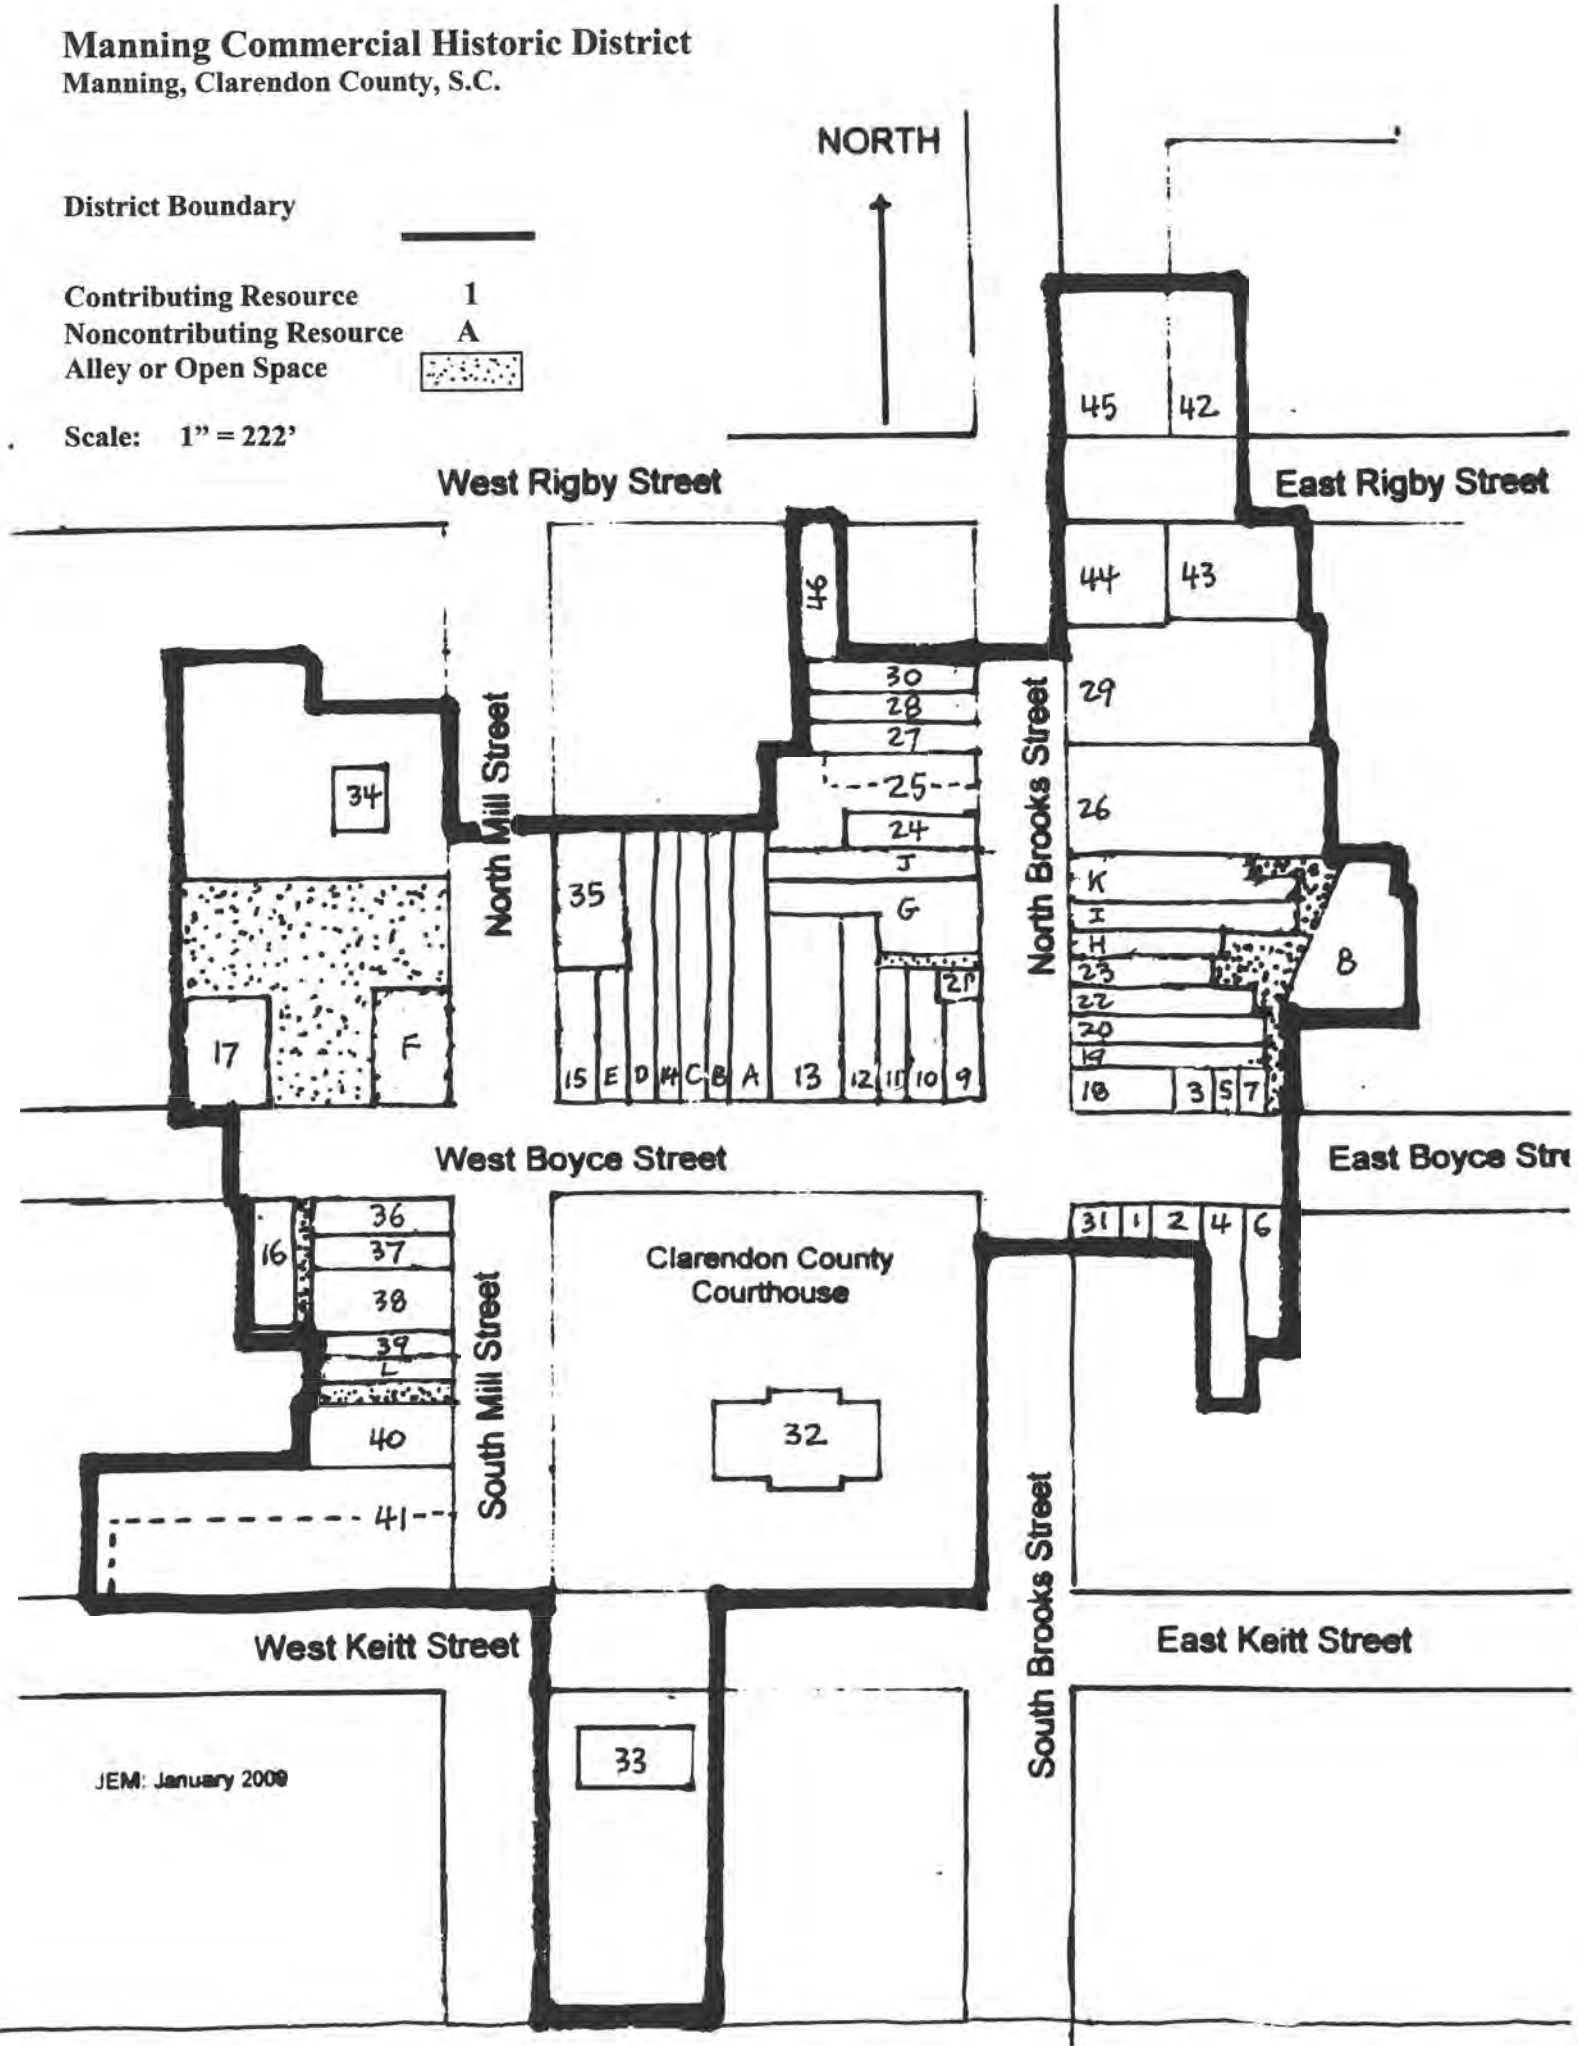 Manning Commercial Historic District
Manning, Clarendon County, S.C.
NORTH
District Boundary
Contributing Resource 1
Noncontributing Resource A
Alley or Open Space
Scale: 1” = 222’
45 42
West Rigby Street
East Rigby Street
46
44 43
30
28
27
25
24
J
G
29
26
North Mill Street
North Brooks Street
34
35
K
I
H
23
22
20
19
8
21
17
F
15 E D 14 C B A 13 12 11 10 9
18 3 5 7
West Boyce Street
East Boyce Stre
36
37
38
39
L
40
41
16
South Mill Street
Clarendon County
Courthouse
32
31 1 2 4 6
South Brooks Street
West Keitt Street
East Keitt Street
33
JEM: January 2009